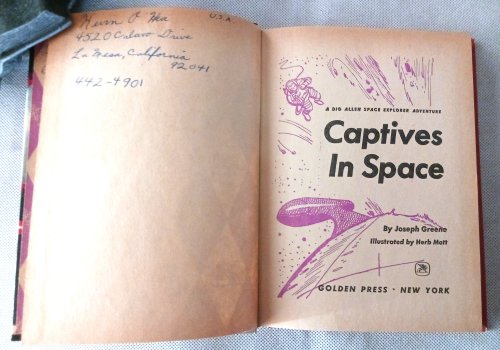 U.S.A.
Kevin O'
4520 Calavo Drive
La Mesa, California
92041
442-4901
A DIG ALLEN SPACE EXPLORER ADVENTURE
Captives
In Space
By Joseph Greene
Illustrated by Herb Mott
GOLDEN PRESS • NEW YORK